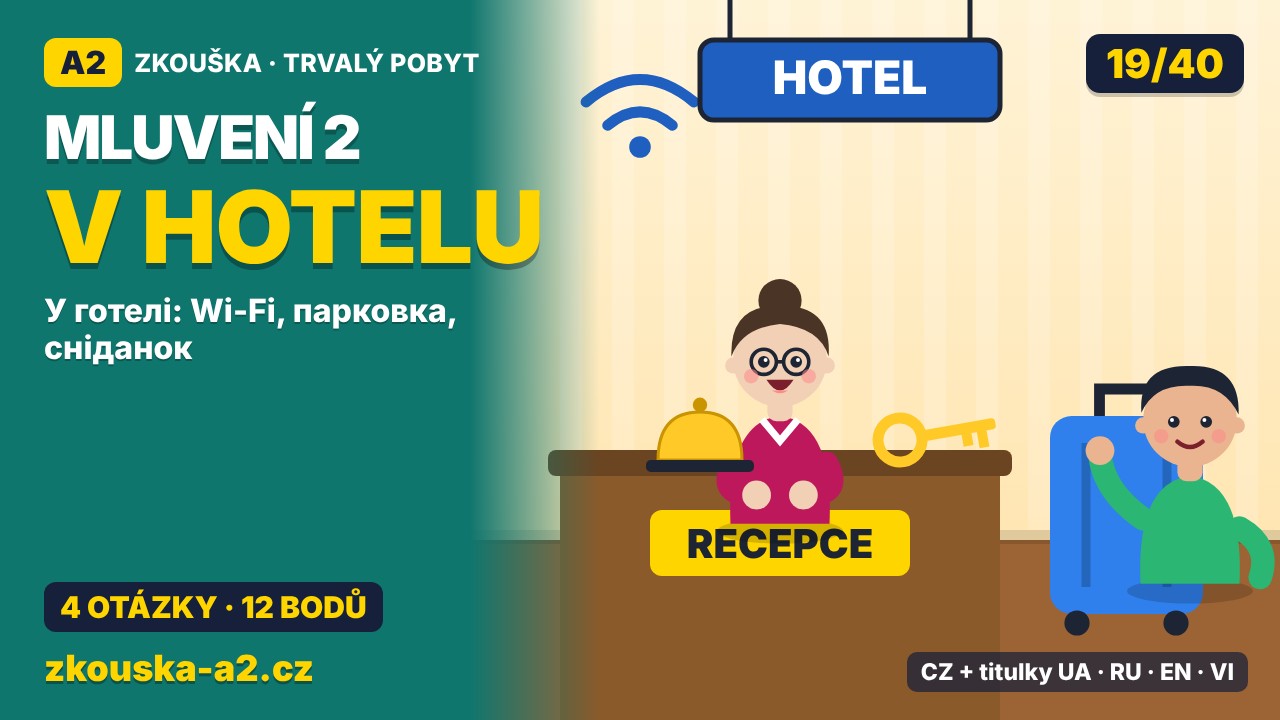 A2 ZKOUŠKA · TRVALÝ POBYT
MLUVENÍ 2
V HOTELU
У готелі: Wi-Fi, парковка,
сніданок
4 OTÁZKY · 12 BODŮ
zkouska-a2.cz
HOTEL
19/40
RECEPCE
CZ + titulky UA · RU · EN · VI